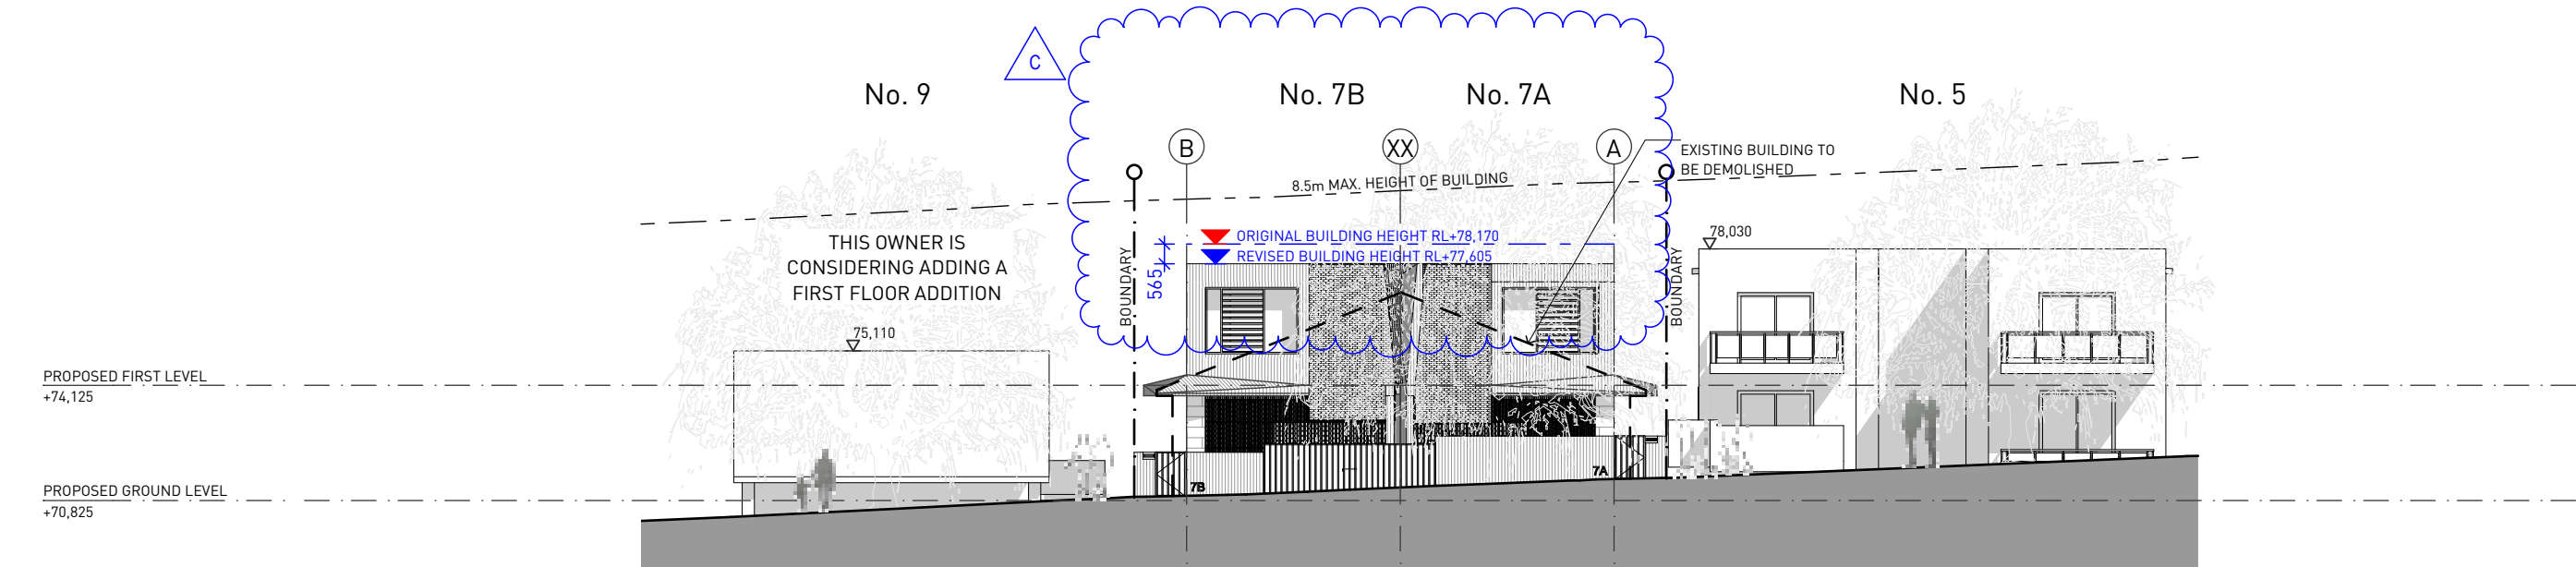 C
No. 9
No. 7B
No. 7A
No. 5
B
XX
A
EXISTING BUILDING TO
BE DEMOLISHED
8.5m MAX. HEIGHT OF BUILDING
THIS OWNER IS
CONSIDERING ADDING A
FIRST FLOOR ADDITION
BOUNDARY
565
ORIGINAL BUILDING HEIGHT RL+78,170
REVISED BUILDING HEIGHT RL+77,605
BOUNDARY
78,030
75,110
PROPOSED FIRST LEVEL
+74,125
7A
7B
PROPOSED GROUND LEVEL
+70,825